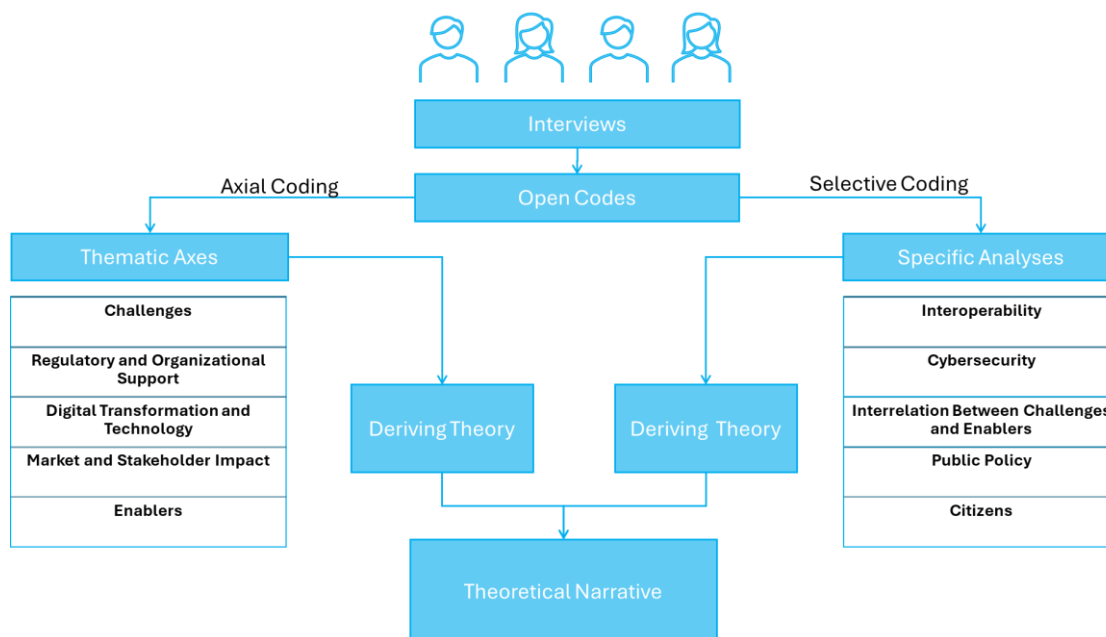 Interviews
Axial Coding
Open Codes
Selective Coding
Thematic Axes
Specific Analyses
Challenges
Regulatory and Organizational
Support
Digital Transformation and
Technology
Market and Stakeholder Impact
Enablers
Interoperability
Cybersecurity
Interrelation Between Challenges
and Enablers
Public Policy
Citizens
Deriving Theory
Deriving Theory
Theoretical Narrative